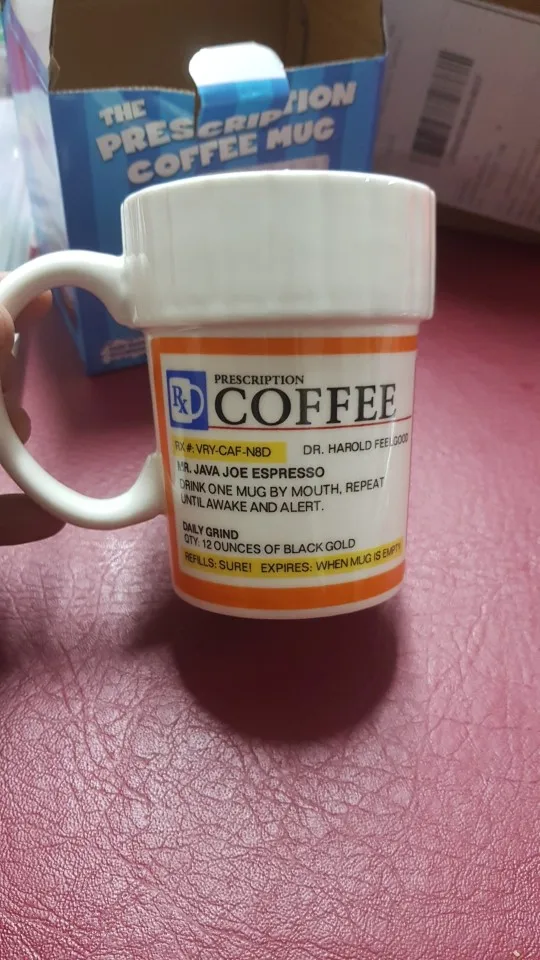 THE
PRESCRIPTION
COFFEE MUG
PRESCRIPTION
RX COFFEE
RX #: VRY-CAF-N8D DR. HAROLD FEELGOOD
MR. JAVA JOE ESPRESSO
DRINK ONE MUG BY MOUTH, REPEAT
UNTIL AWAKE AND ALERT.
DAILY GRIND
QTY: 12 OUNCES OF BLACK GOLD
REFILLS: SURE! EXPIRES: WHEN MUG IS EMPTY